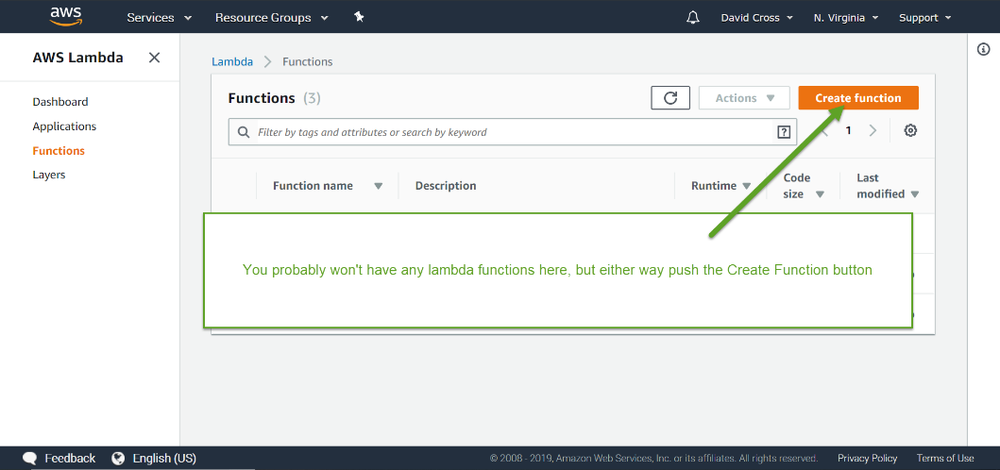 aws
Services
Resource Groups
David Cross
N. Virginia
Support
AWS Lambda
Dashboard
Applications
Functions
Layers
Lambda > Functions
Functions (3)
Actions
Create function
Filter by tags and attributes or search by keyword
?
1
Function name
Description
Runtime
Code
size
Last
modified
You probably won't have any lambda functions here, but either way push the Create Function button
Feedback
English (US)
© 2008 - 2019, Amazon Web Services, Inc. or its affiliates. All rights reserved.
Privacy Policy
Terms of Use